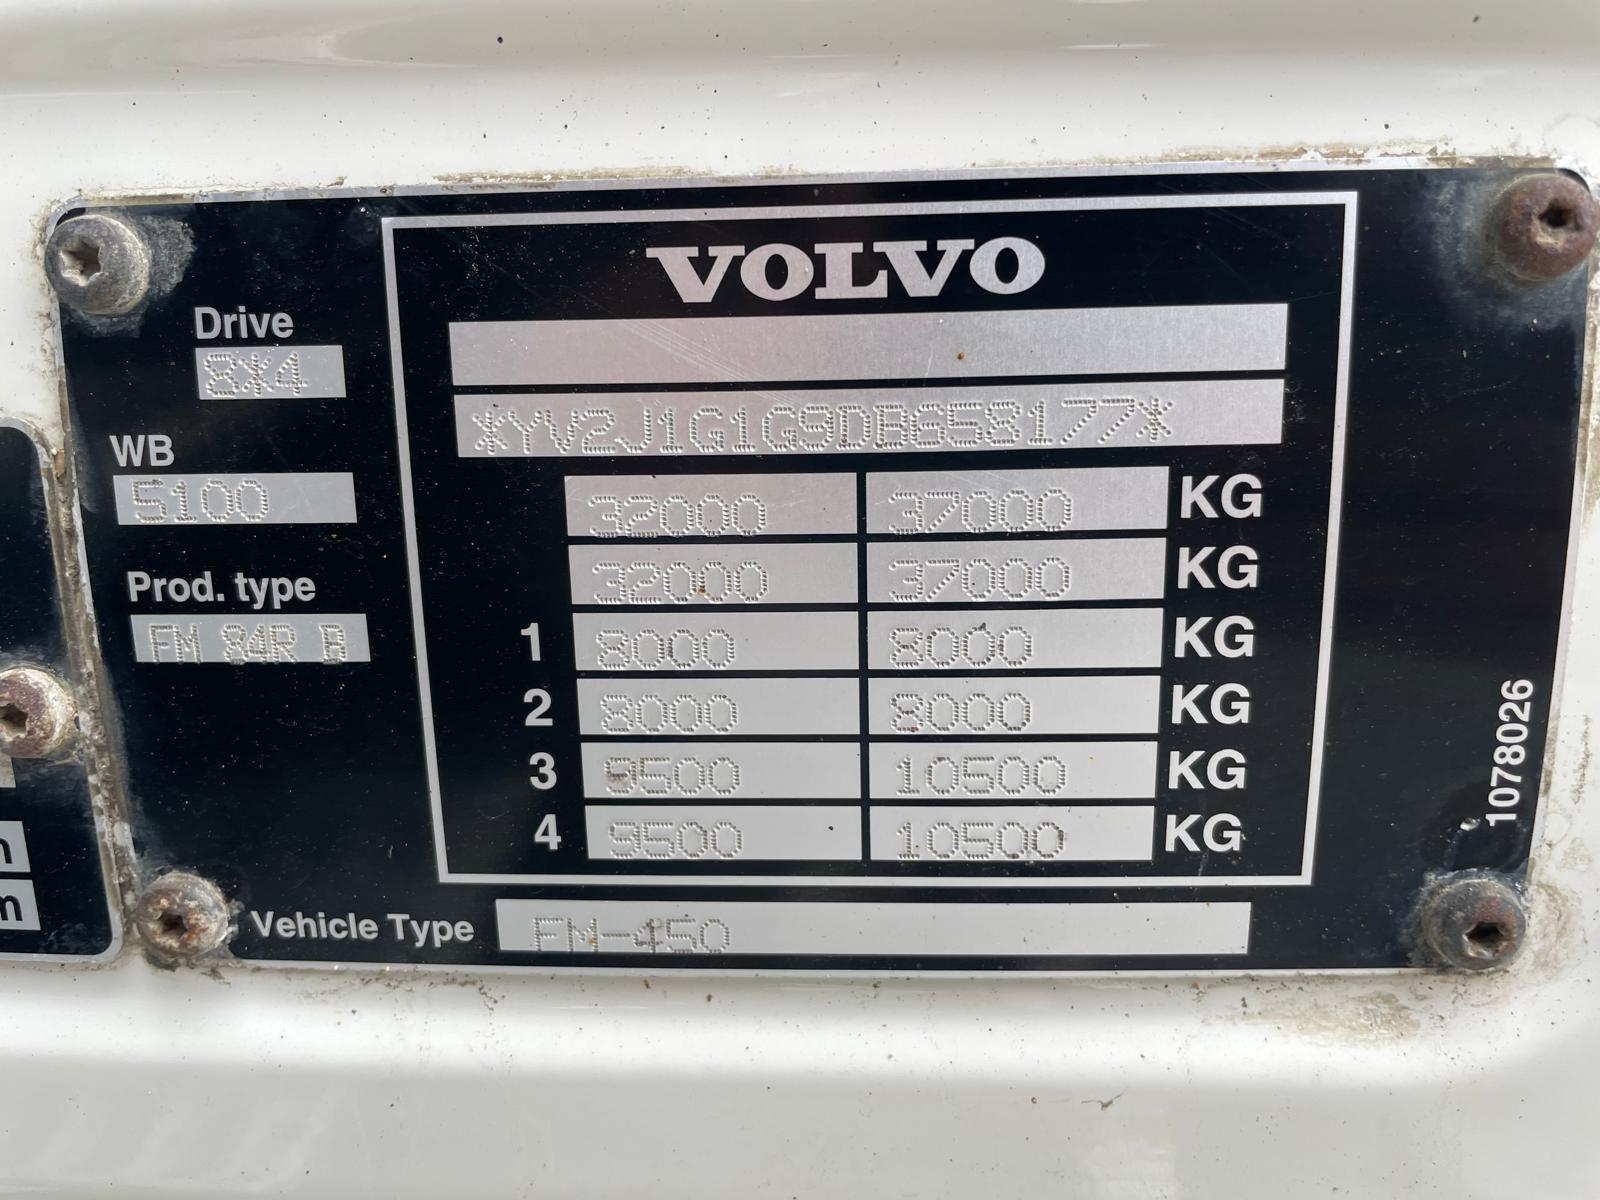 VOLVO
Drive
8X4
*YV2J1G1G9DB658177*
WB
5100
32000 37000 KG
32000 37000 KG
Prod. type
FM 84R B
1 8000 8000 KG
2 8000 8000 KG
3 9500 10500 KG
4 9500 10500 KG
Vehicle Type FM-450
1078026
m